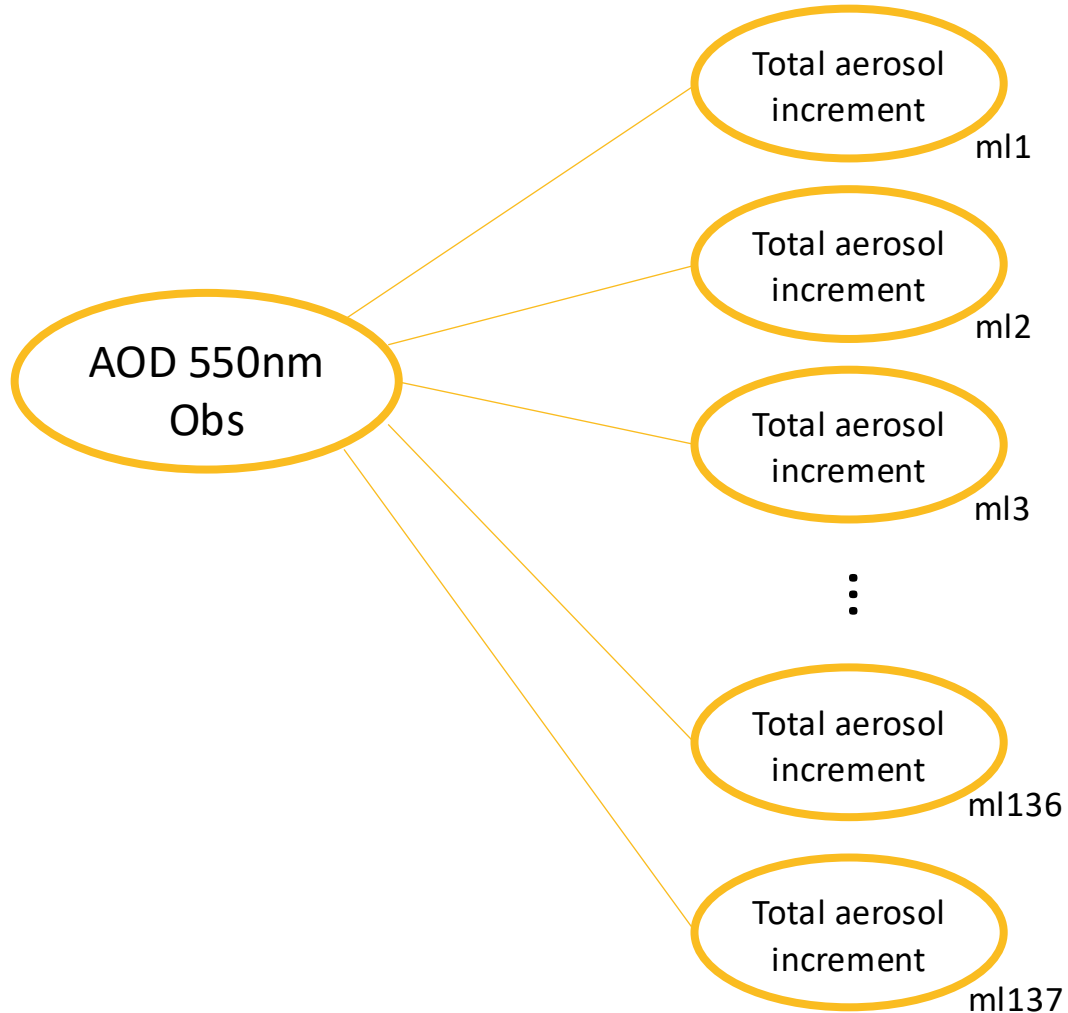 AOD 550nm
Obs
Total aerosol
increment
ml1
Total aerosol
increment
ml2
Total aerosol
increment
ml3
⋮
Total aerosol
increment
ml136
Total aerosol
increment
ml137